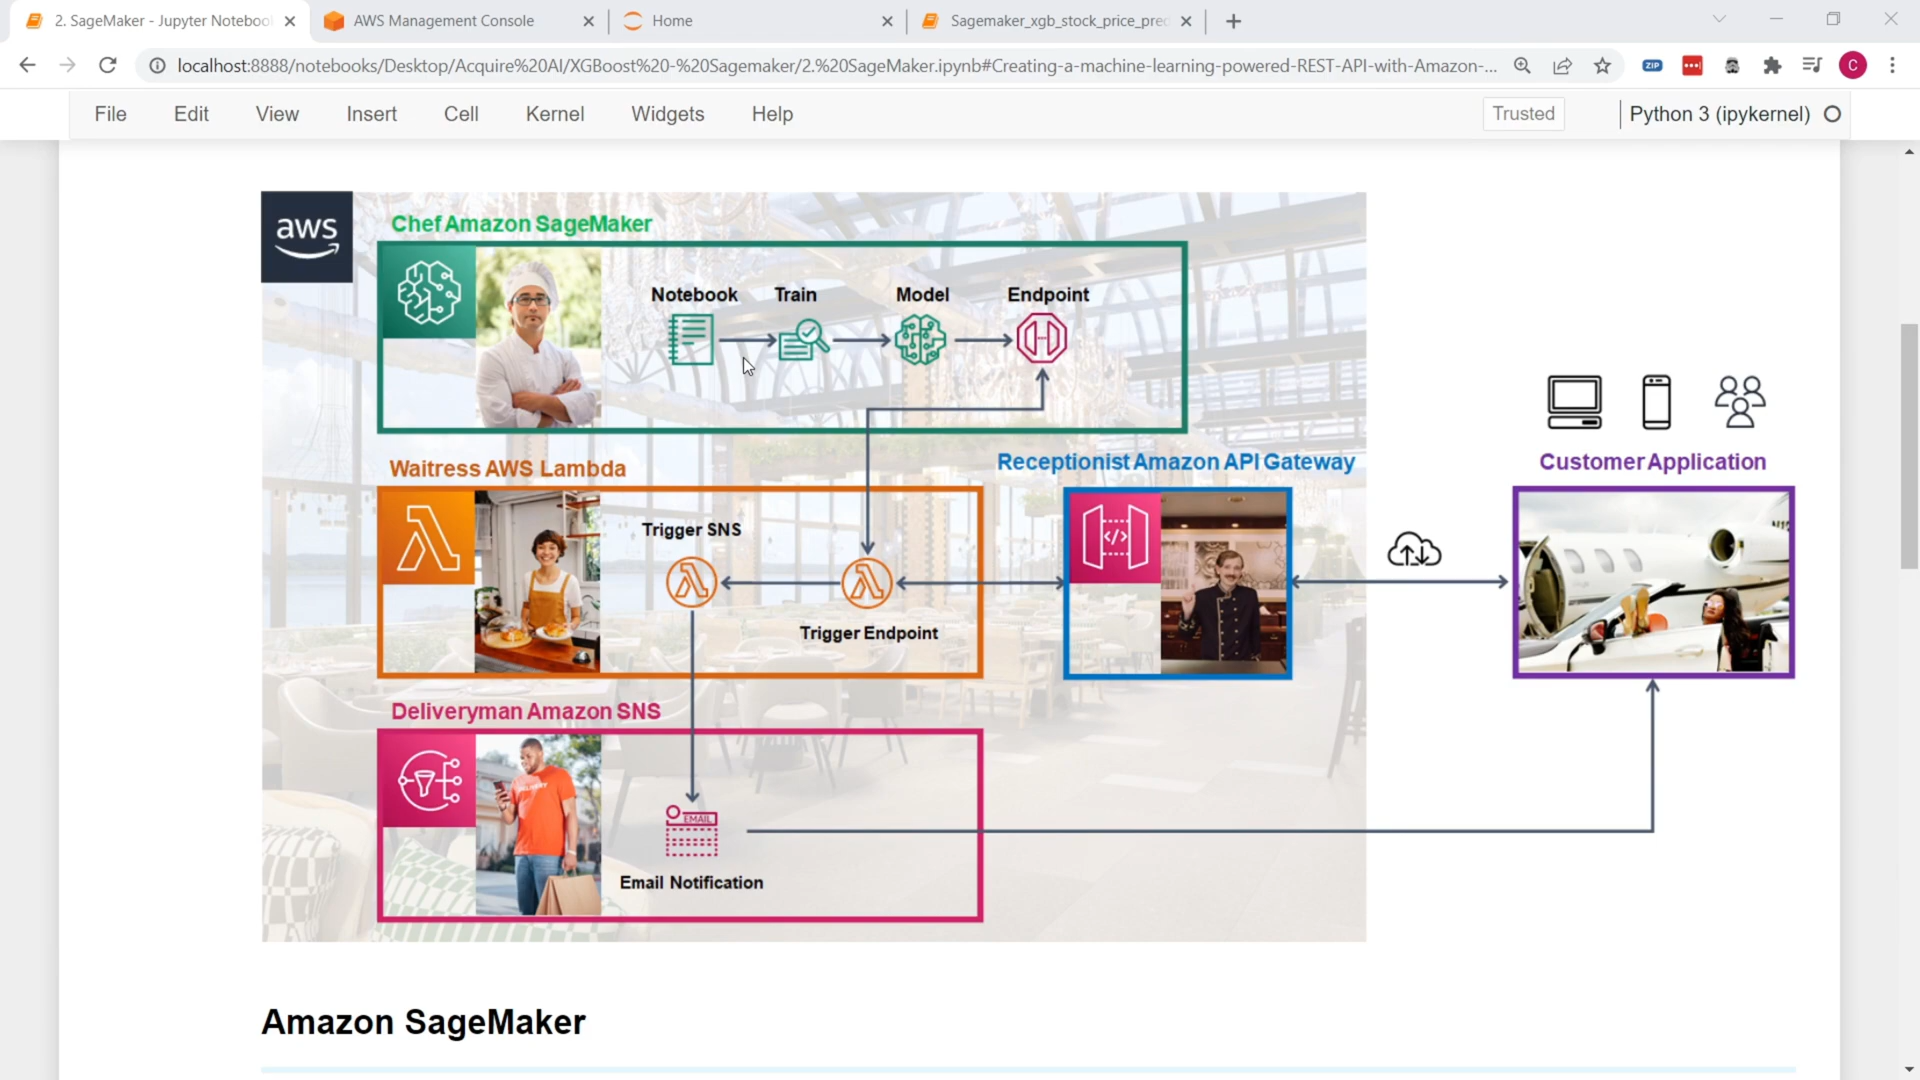 2. SageMaker - Jupyter Noteboo
AWS Management Console
Home
Sagemaker_xgb_stock_price_pred
localhost:8888/notebooks/Desktop/Acquire%20AI/XGBoost%20-%20Sagemaker/2.%20SageMaker.ipynb#Creating-a-machine-learning-powered-REST-API-with-Amazon-...
ZIP
C
File Edit View Insert Cell Kernel Widgets Help
Trusted
Python 3 (ipykernel)
aws
Chef Amazon SageMaker
Notebook Train Model Endpoint
Waitress AWS Lambda
Receptionist Amazon API Gateway
Customer Application
Trigger SNS
</>
Trigger Endpoint
Deliveryman Amazon SNS
DELIVERY
EMAIL
Email Notification
Amazon SageMaker